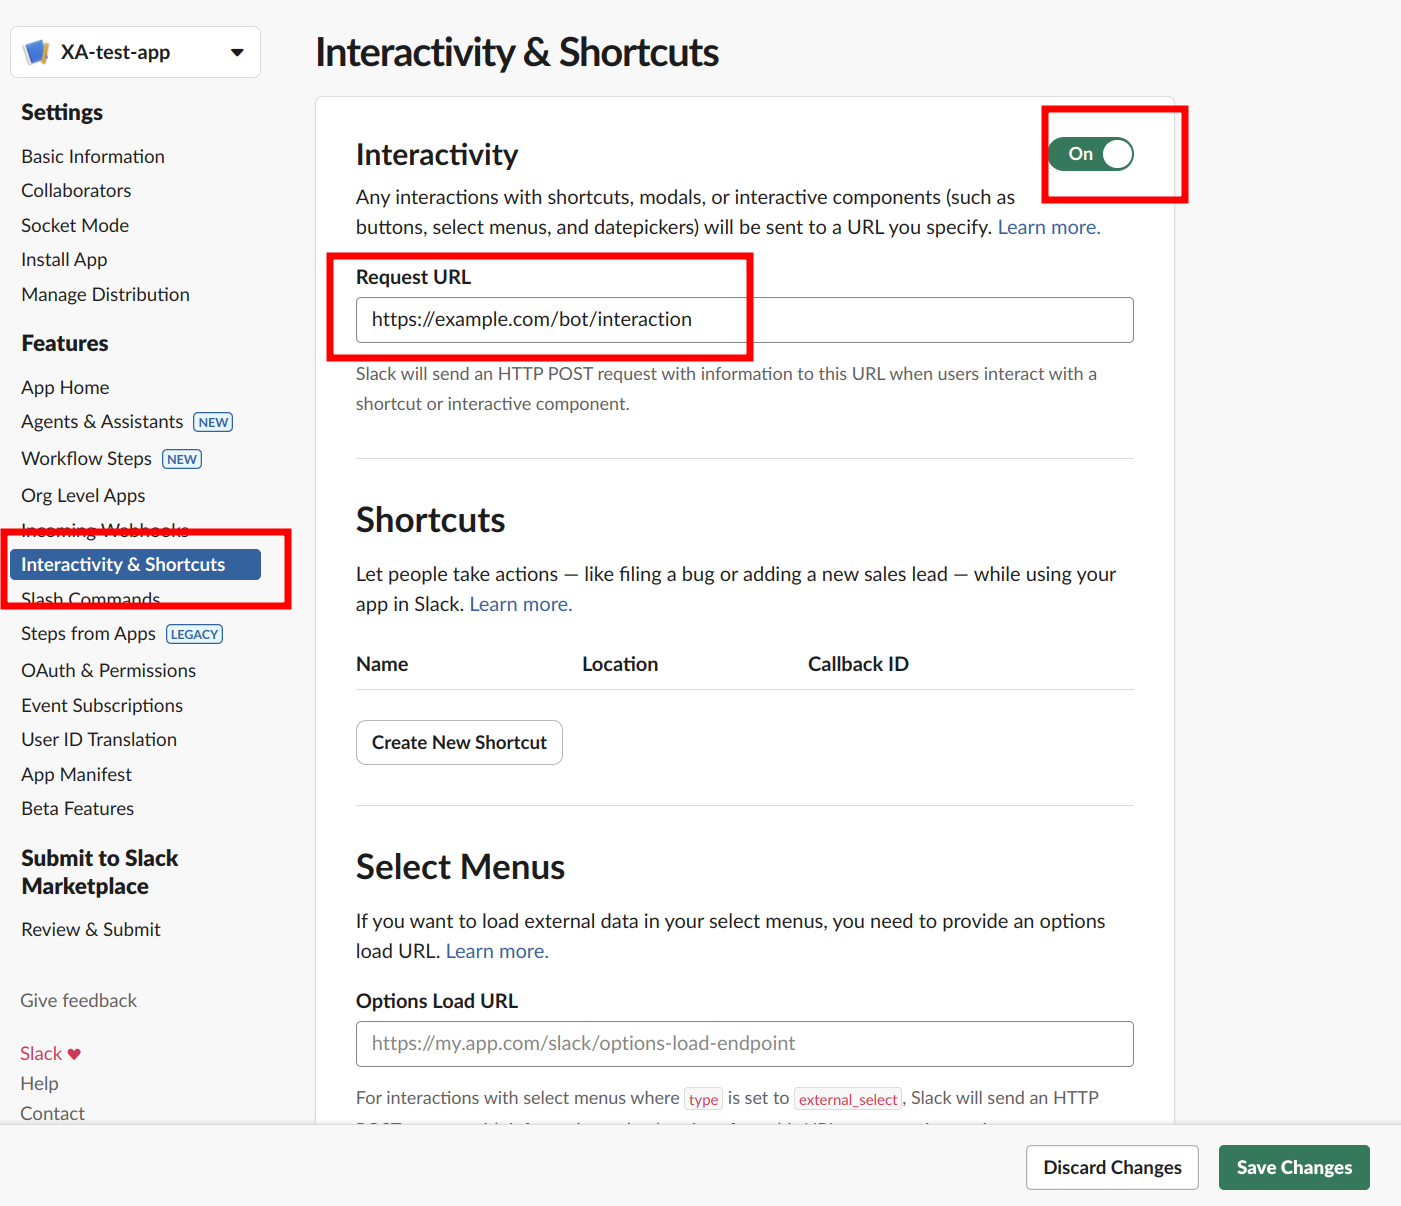 XA-test-app
Settings
Basic Information
Collaborators
Socket Mode
Install App
Manage Distribution
Features
App Home
Agents & Assistants NEW
Workflow Steps NEW
Org Level Apps
Incoming Webhooks
Interactivity & Shortcuts
Slash Commands
Steps from Apps LEGACY
OAuth & Permissions
Event Subscriptions
User ID Translation
App Manifest
Beta Features
Submit to Slack
Marketplace
Review & Submit
Give feedback
Slack ♥
Help
Contact
Interactivity & Shortcuts
Interactivity
On
Any interactions with shortcuts, modals, or interactive components (such as
buttons, select menus, and datepickers) will be sent to a URL you specify. Learn more.
Request URL
https://example.com/bot/interaction
Slack will send an HTTP POST request with information to this URL when users interact with a
shortcut or interactive component.
Shortcuts
Let people take actions — like filing a bug or adding a new sales lead — while using your
app in Slack. Learn more.
Name Location Callback ID
Create New Shortcut
Select Menus
If you want to load external data in your select menus, you need to provide an options
load URL. Learn more.
Options Load URL
https://my.app.com/slack/options-load-endpoint
For interactions with select menus where type is set to external_select, Slack will send an HTTP
Discard Changes
Save Changes